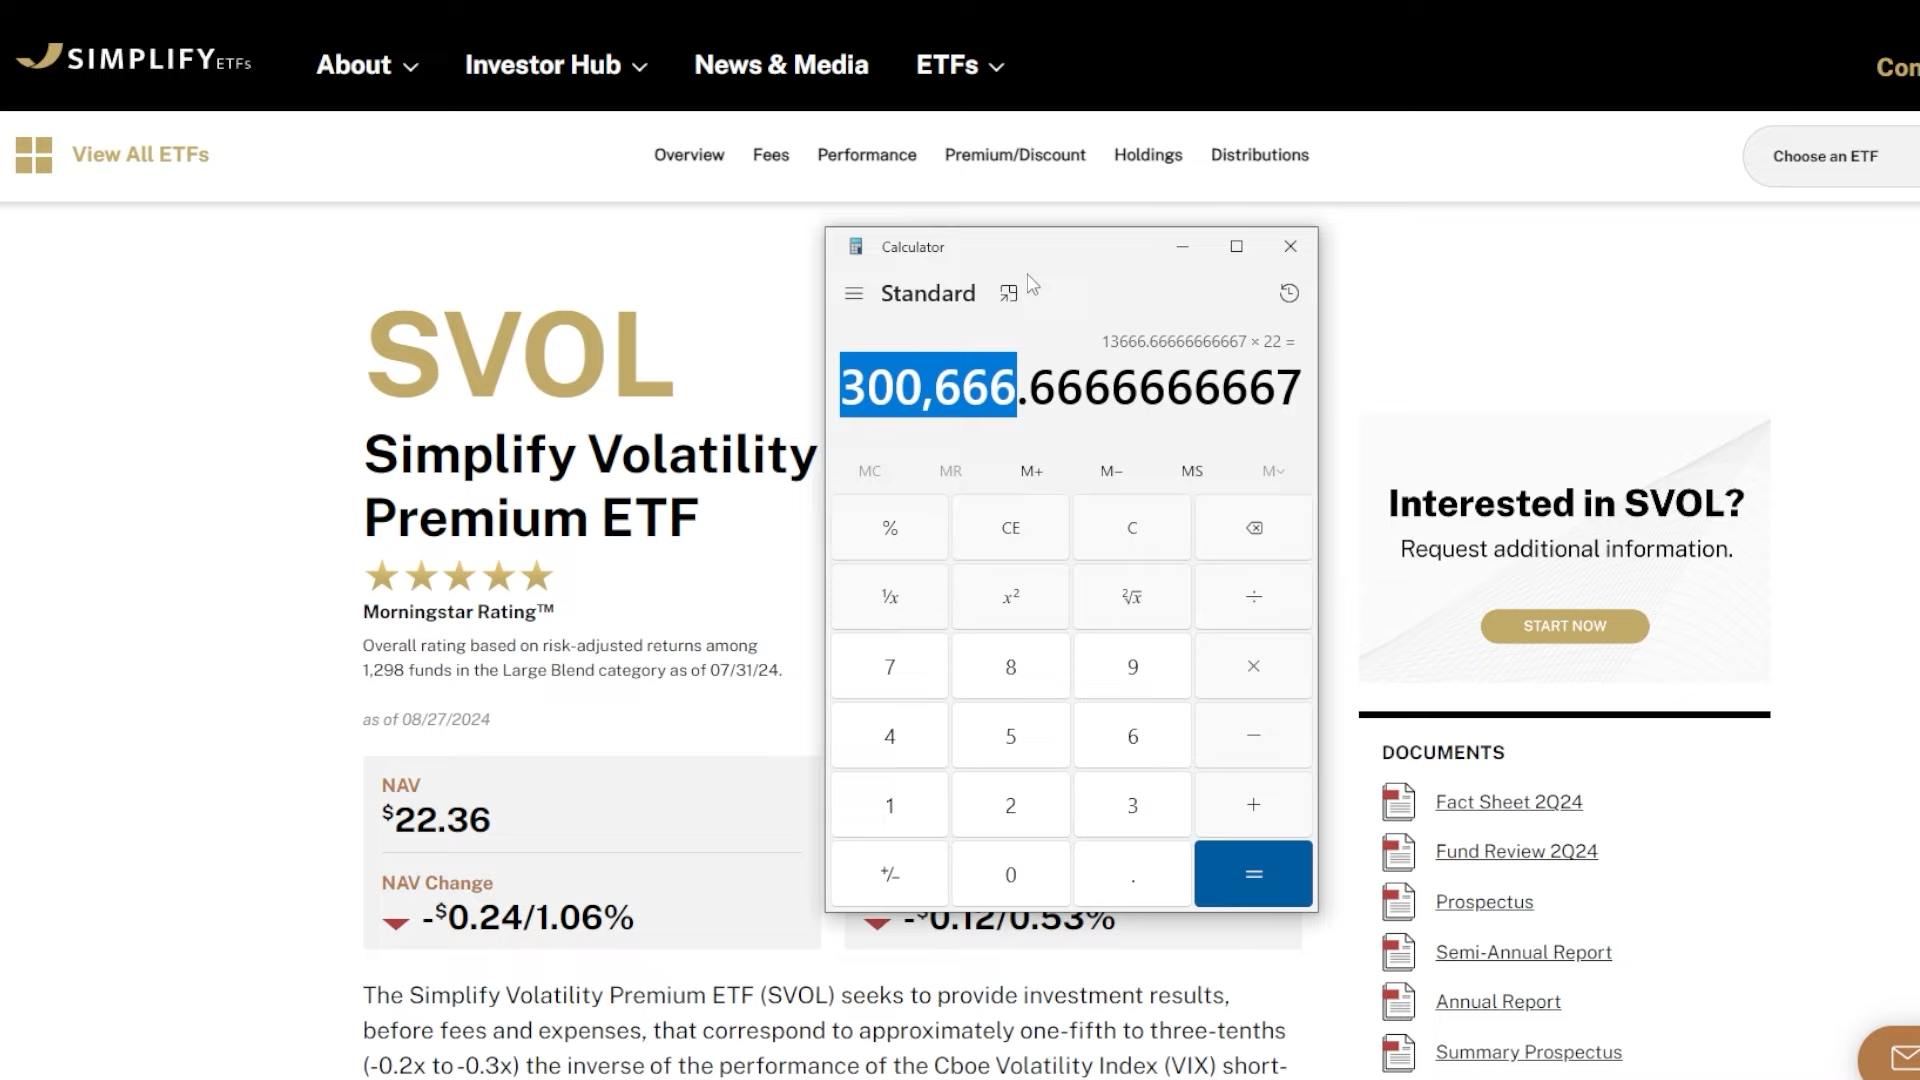 SIMPLIFY ETFs
About
Investor Hub
News & Media
ETFs
View All ETFs
Overview
Fees
Performance
Premium/Discount
Holdings
Distributions
Choose an ETF
SVOL
Simplify Volatility
Premium ETF
Morningstar Rating™
Overall rating based on risk-adjusted returns among
1,298 funds in the Large Blend category as of 07/31/24.
as of 08/27/2024
NAV
$22.36
NAV Change
-$0.24/1.06%
-$0.12/0.53%
The Simplify Volatility Premium ETF (SVOL) seeks to provide investment results,
before fees and expenses, that correspond to approximately one-fifth to three-tenths
(-0.2x to -0.3x) the inverse of the performance of the Cboe Volatility Index (VIX) short-
Calculator
Standard
13666.66666666667 × 22 =
300,666.6666666667
MC MR M+ M− MS M
% CE C
¹/x x² ²√x ÷
7 8 9 ×
4 5 6 −
1 2 3 +
+/− 0 . =
Interested in SVOL?
Request additional information.
START NOW
DOCUMENTS
Fact Sheet 2Q24
Fund Review 2Q24
Prospectus
Semi-Annual Report
Annual Report
Summary Prospectus